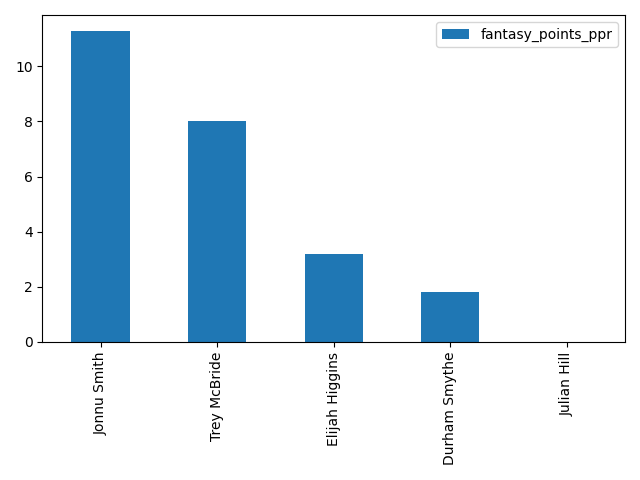 fantasy_points_ppr
10
8
6
4
2
0
Jonnu Smith
Trey McBride
Elijah Higgins
Durham Smythe
Julian Hill